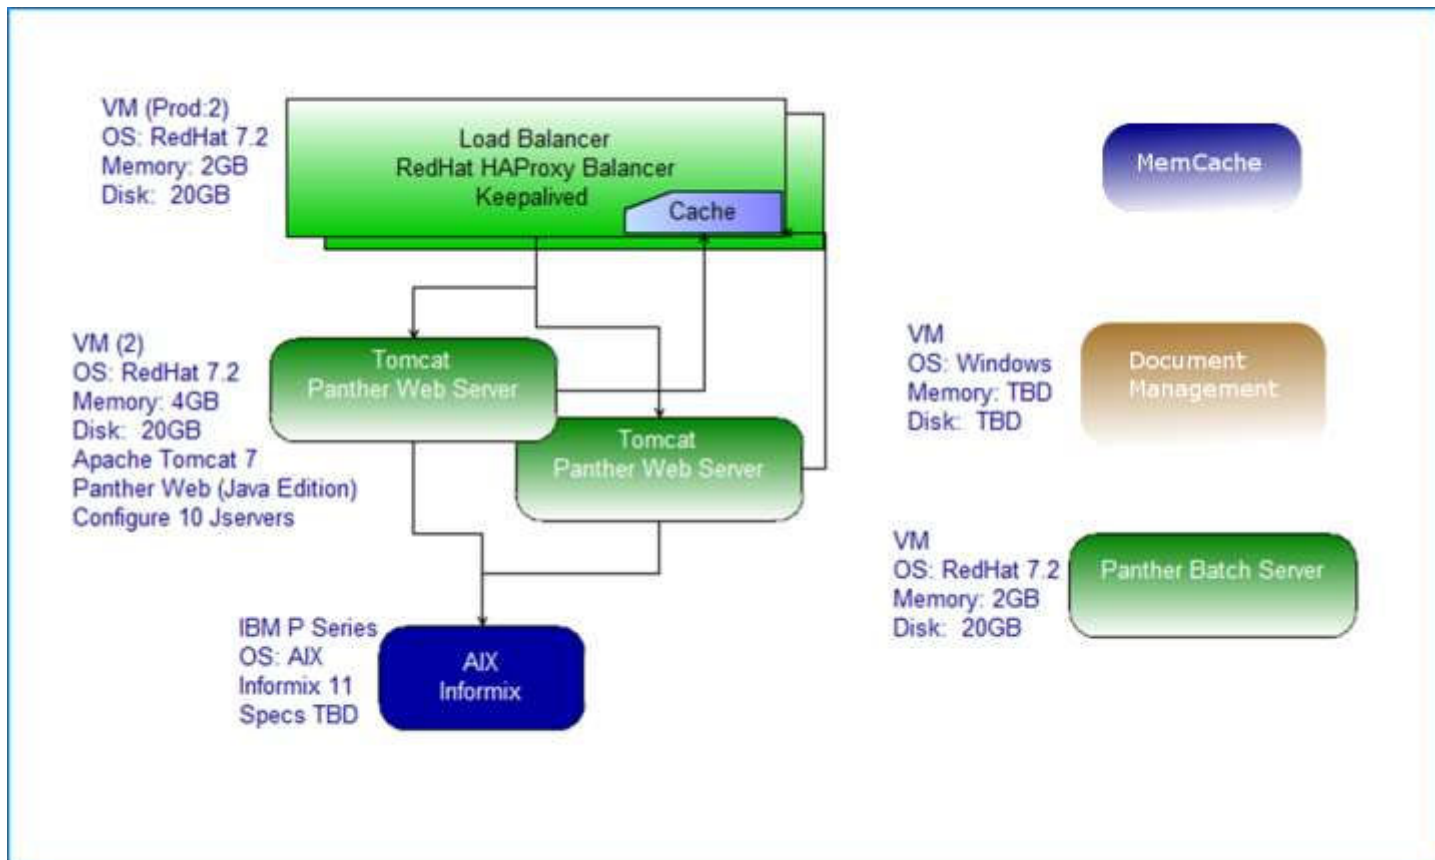 VM (Prod:2)
OS: RedHat 7.2
Memory: 2GB
Disk:  20GB
Load Balancer
RedHat HAProxy Balancer
Keepalived
Cache
MemCache
VM (2)
OS: RedHat 7.2
Memory: 4GB
Disk:  20GB
Apache Tomcat 7
Panther Web (Java Edition)
Configure 10 Jservers
Tomcat
Panther Web Server
Tomcat
Panther Web Server
VM
OS: Windows
Memory: TBD
Disk:  TBD
Document
Management
VM
OS: RedHat 7.2
Memory: 2GB
Disk:  20GB
Panther Batch Server
IBM P Series
OS: AIX
Informix 11
Specs TBD
AIX
Informix